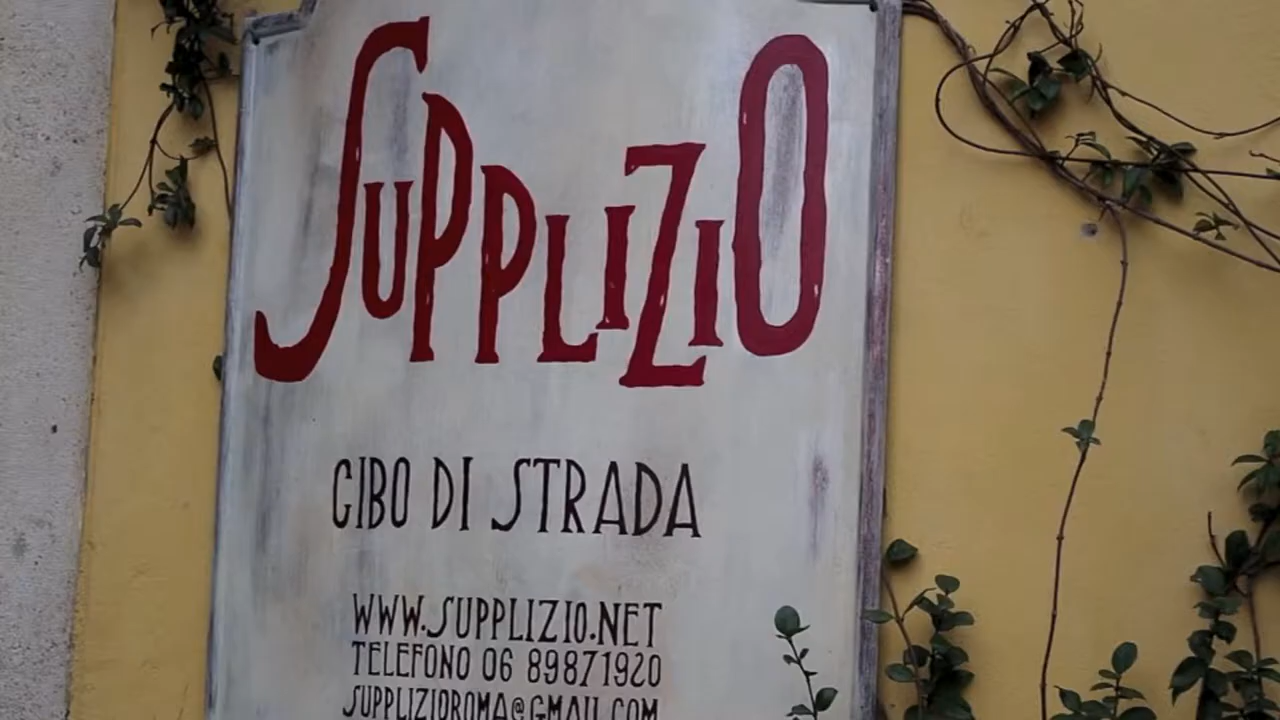 SUPPLIZIO
CIBO DI STRADA
WWW.SUPPLIZIO.NET
TELEFONO 06 89871920
SUPPLIZIOROMA@GMAIL.COM